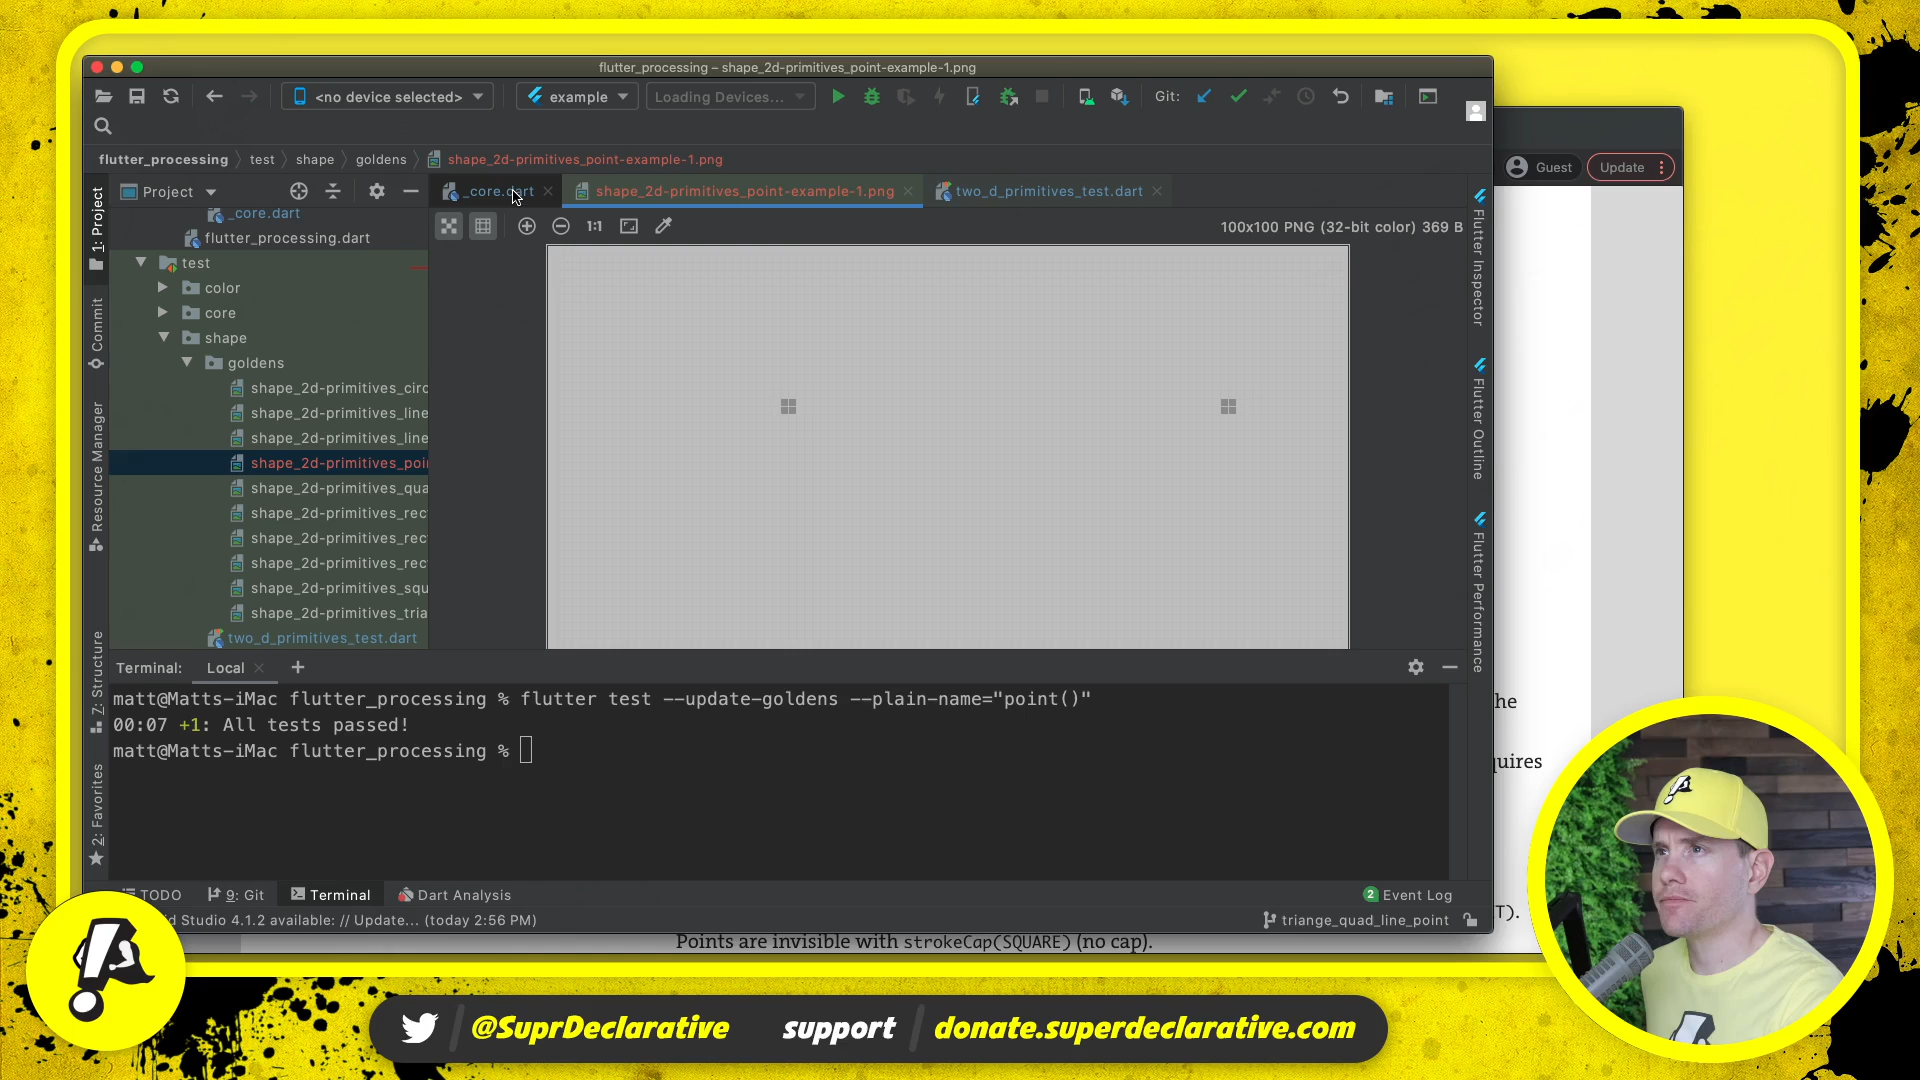 flutter_processing – shape_2d-primitives_point-example-1.png
<no device selected>
example
Loading Devices...
Git:
flutter_processing
test
shape
goldens
shape_2d-primitives_point-example-1.png
Guest
Update
Project
_core.dart
shape_2d-primitives_point-example-1.png
two_d_primitives_test.dart
1:1
100x100 PNG (32-bit color) 369 B
_core.dart
flutter_processing.dart
test
color
core
shape
goldens
shape_2d-primitives_circ
shape_2d-primitives_line
shape_2d-primitives_line
shape_2d-primitives_poi
shape_2d-primitives_qua
shape_2d-primitives_rec
shape_2d-primitives_rec
shape_2d-primitives_rec
shape_2d-primitives_squ
shape_2d-primitives_tria
two_d_primitives_test.dart
1: Project
Commit
Resource Manager
7: Structure
2: Favorites
Flutter Inspector
Flutter Outline
Flutter Performance
Terminal:
Local
matt@Matts-iMac flutter_processing % flutter test --update-goldens --plain-name="point()"
00:07 +1: All tests passed!
matt@Matts-iMac flutter_processing %
he
quires
T).
TODO
9: Git
Terminal
Dart Analysis
2 Event Log
d Studio 4.1.2 available: // Update... (today 2:56 PM)
triange_quad_line_point
Points are invisible with strokeCap(SQUARE) (no cap).
@SuprDeclarative
support
donate.superdeclarative.com